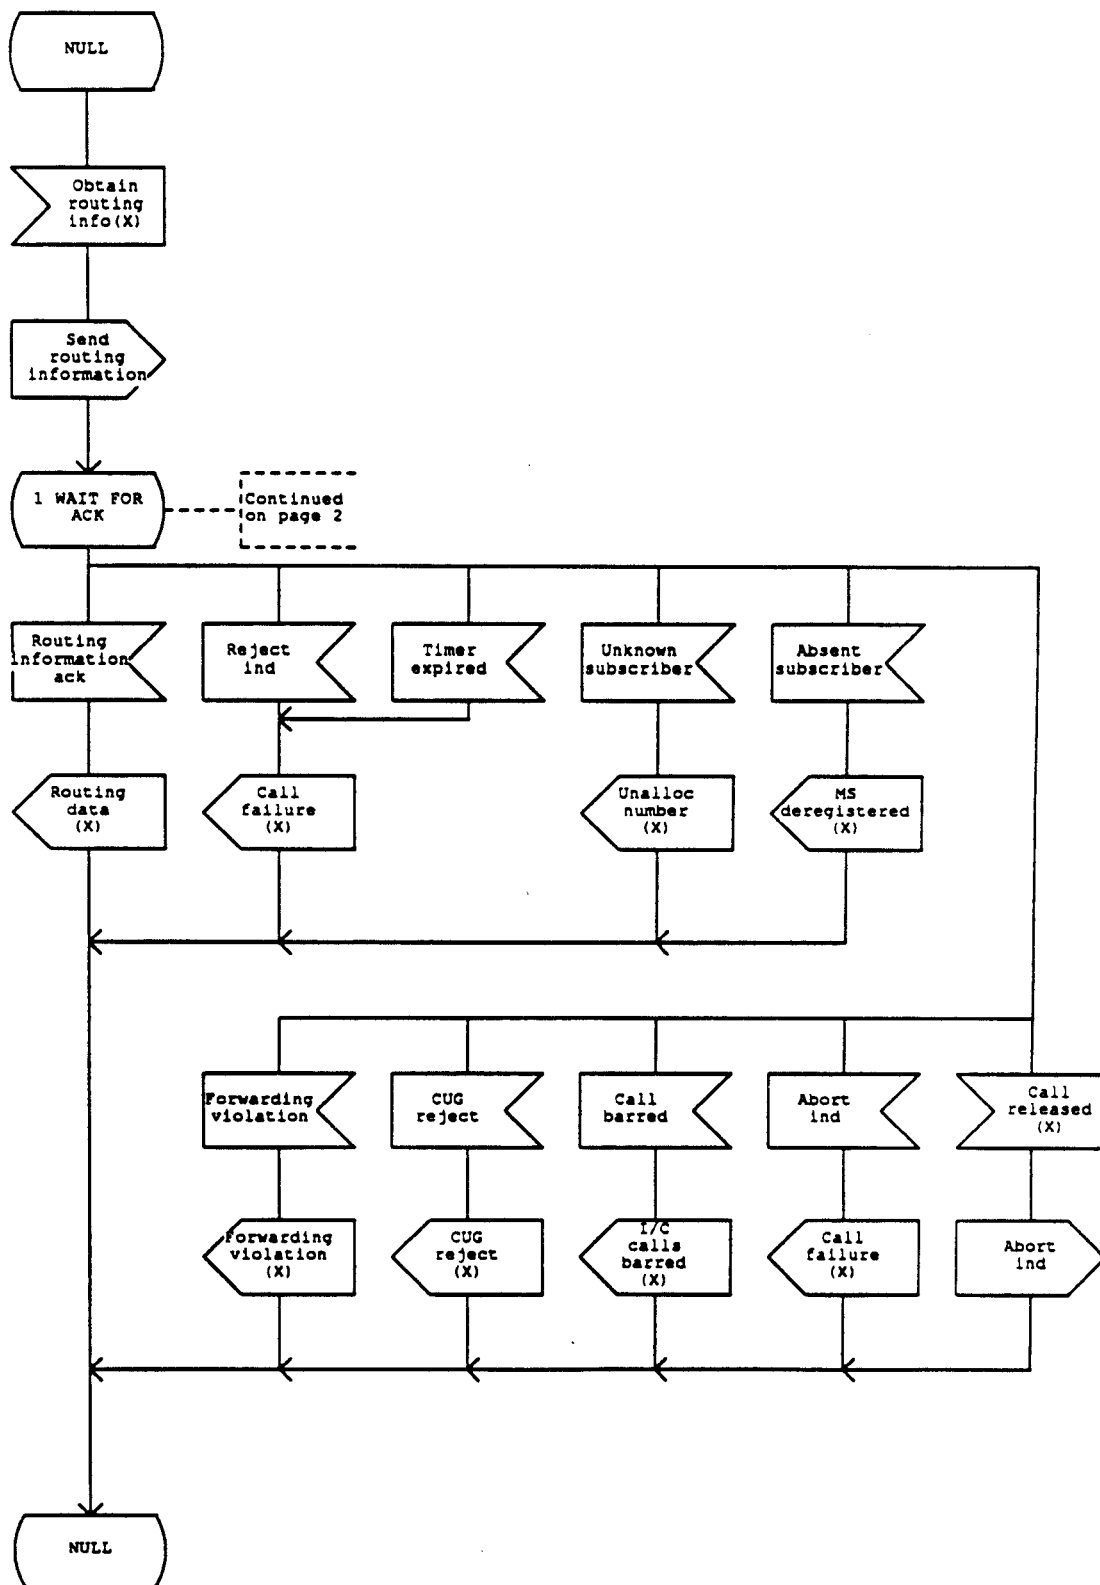 NULL
Obtain
routing
info(X)
Send
routing
information
1 WAIT FOR
ACK
Continued
on page 2
Routing
information
ack
Reject
ind
Timer
expired
Unknown
subscriber
Absent
subscriber
Routing
data
(X)
Call
failure
(X)
Unalloc
number
(X)
MS
deregistered
(X)
Forwarding
violation
CUG
reject
Call
barred
Abort
ind
Call
released
(X)
Forwarding
violation
(X)
CUG
reject
(X)
I/C
calls
barred
(X)
Call
failure
(X)
Abort
ind
NULL